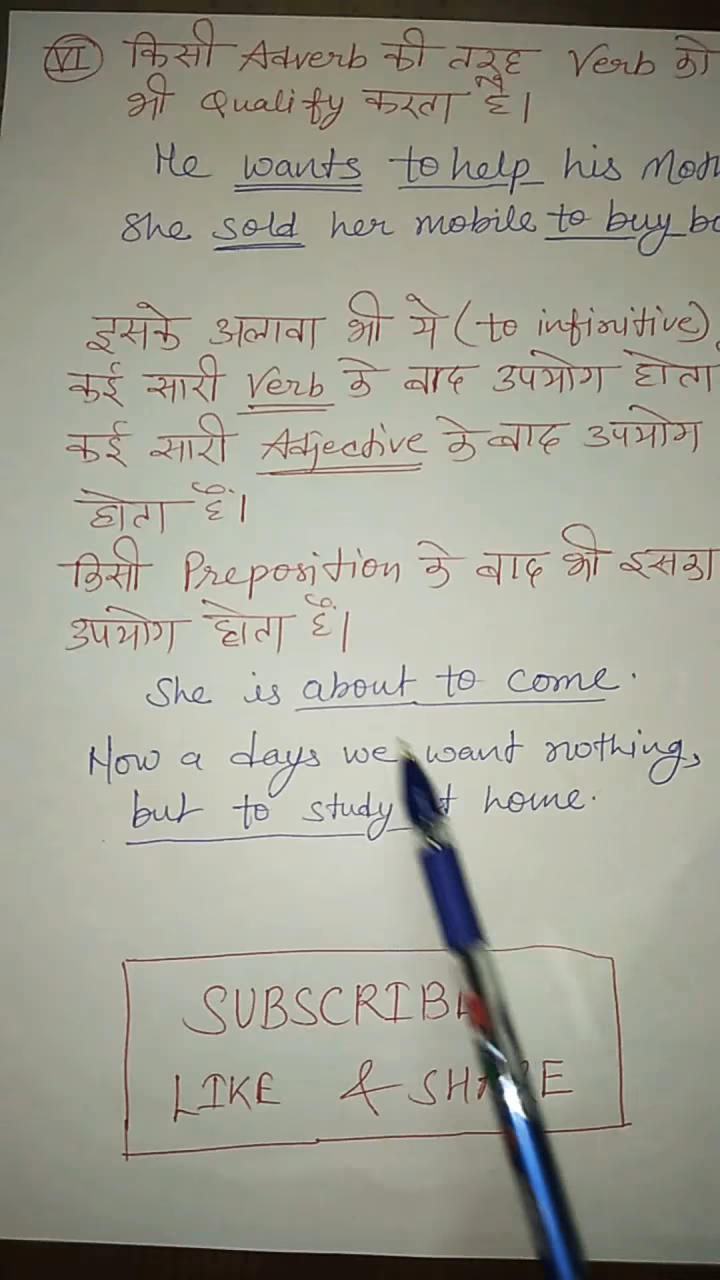 VI किसी Adverb की तरह Verb को
भी Qualify करता है।
He wants to help his
She sold her mobile to buy
इसके अलावा भी ये (to infinitive)
कई सारी Verb के बाद उपयोग होता
कई सारी Adjective के बाद उपयोग
होता हैं।
किसी Preposition के बाद भी इसका
उपयोग होता हैं।
She is about to come.
Now a days we want nothing,
but to study home.
SUBSCRIB
LIKE & SHARE